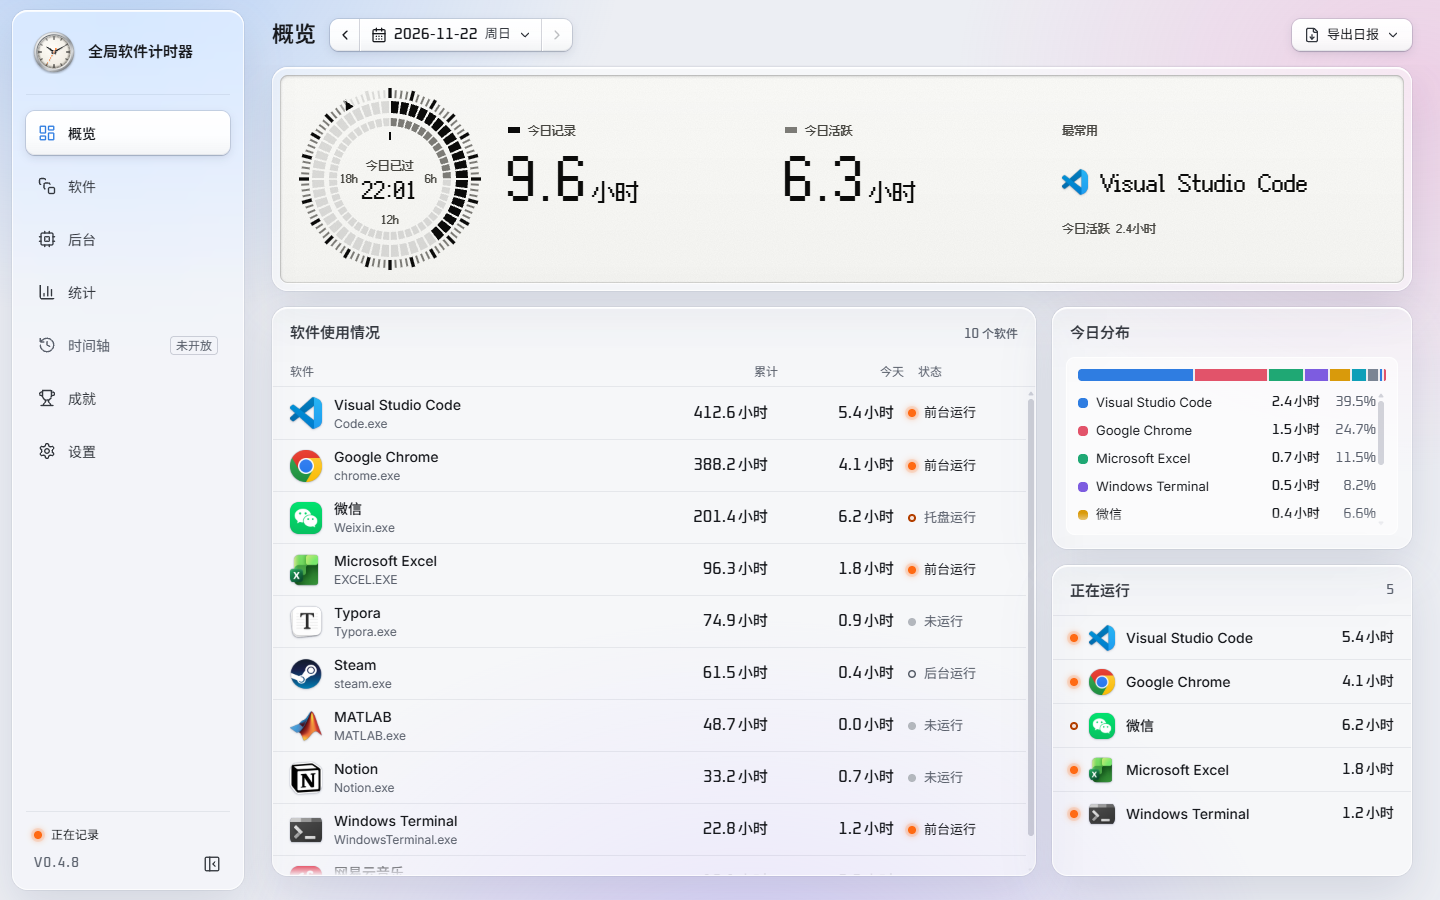 全局软件计时器
概览
软件
后台
统计
时间轴 未开放
成就
设置
正在记录
V0.4.8
概览
2026-11-22 周日
导出日报
今日已过
22:01
18h
6h
12h
今日记录
9.6小时
今日活跃
6.3小时
最常用
Visual Studio Code
今日活跃 2.4小时
软件使用情况
10 个软件
软件 累计 今天 状态
Visual Studio Code 412.6小时 5.4小时 前台运行
Code.exe
Google Chrome 388.2小时 4.1小时 前台运行
chrome.exe
微信 201.4小时 6.2小时 托盘运行
Weixin.exe
Microsoft Excel 96.3小时 1.8小时 前台运行
EXCEL.EXE
Typora 74.9小时 0.9小时 未运行
Typora.exe
Steam 61.5小时 0.4小时 后台运行
steam.exe
MATLAB 48.7小时 0.0小时 未运行
MATLAB.exe
Notion 33.2小时 0.7小时 未运行
Notion.exe
Windows Terminal 22.8小时 1.2小时 前台运行
WindowsTerminal.exe
网易云音乐
今日分布
Visual Studio Code 2.4小时 39.5%
Google Chrome 1.5小时 24.7%
Microsoft Excel 0.7小时 11.5%
Windows Terminal 0.5小时 8.2%
微信 0.4小时 6.6%
正在运行 5
Visual Studio Code 5.4小时
Google Chrome 4.1小时
微信 6.2小时
Microsoft Excel 1.8小时
Windows Terminal 1.2小时